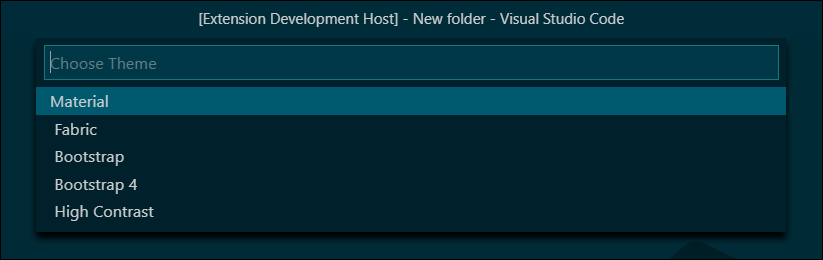 [Extension Development Host] - New folder - Visual Studio Code
Choose Theme
Material
Fabric
Bootstrap
Bootstrap 4
High Contrast